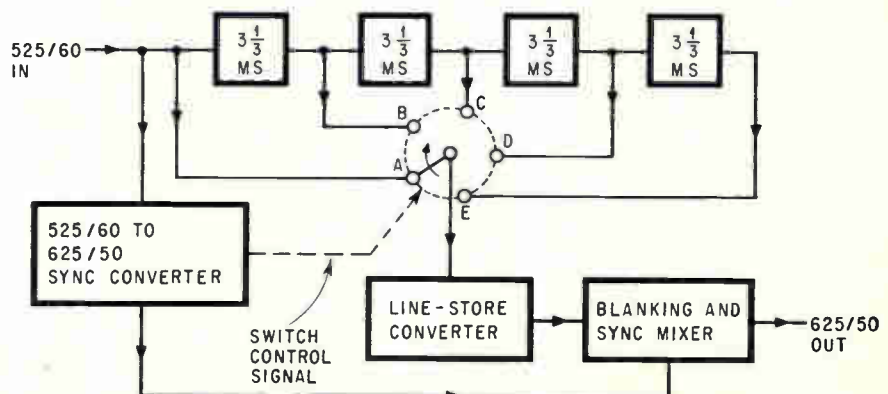 525/60
IN
3 1/3
MS
3 1/3
MS
3 1/3
MS
3 1/3
MS
B
C
D
A
E
525/60 TO
625/50
SYNC CONVERTER
SWITCH
CONTROL
SIGNAL
LINE-STORE
CONVERTER
BLANKING AND
SYNC MIXER
625/50
OUT